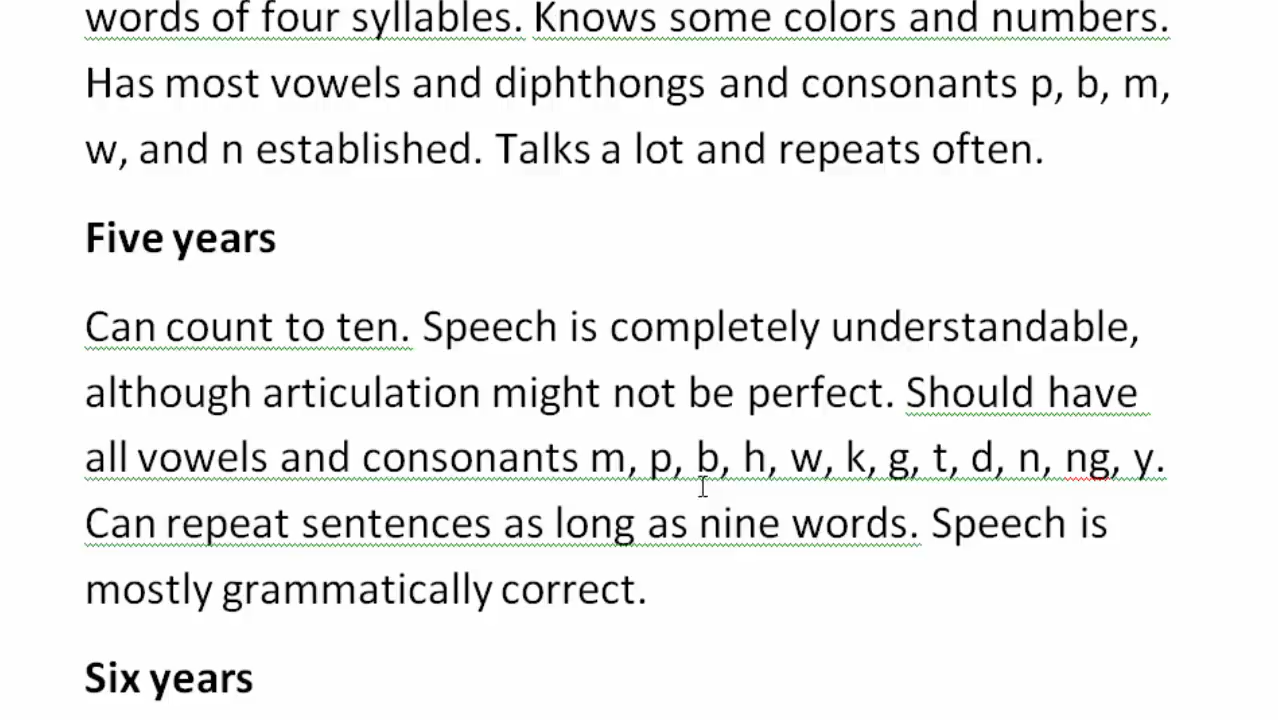 words of four syllables. Knows some colors and numbers.
Has most vowels and diphthongs and consonants p, b, m,
w, and n established. Talks a lot and repeats often.
Five years
Can count to ten. Speech is completely understandable,
although articulation might not be perfect. Should have
all vowels and consonants m, p, b, h, w, k, g, t, d, n, ng, y.
Can repeat sentences as long as nine words. Speech is
mostly grammatically correct.
Six years